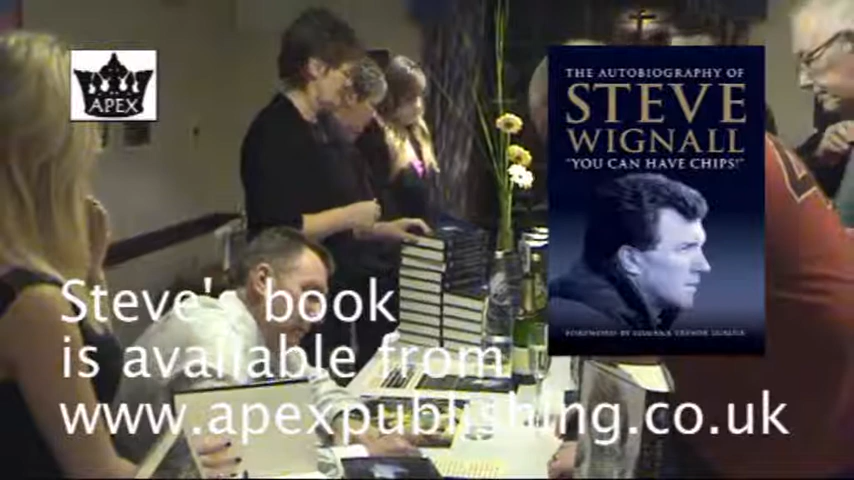 APEX
THE AUTOBIOGRAPHY OF
STEVE
WIGNALL
"YOU CAN HAVE CHIPS!"
Steve's book
is available from
www.apexpublishing.co.uk